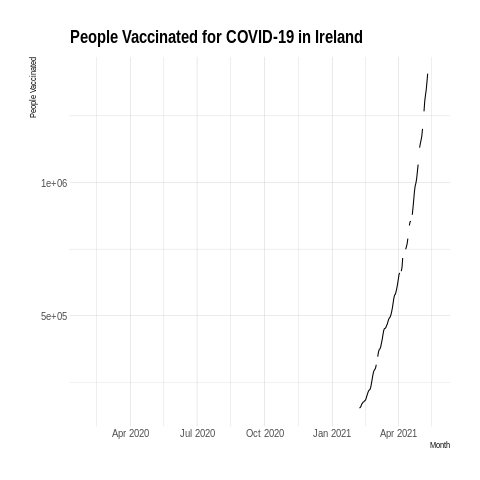 People Vaccinated for COVID-19 in Ireland
People Vaccinated
1e+06
5e+05
Apr 2020 Jul 2020 Oct 2020 Jan 2021 Apr 2021
Month